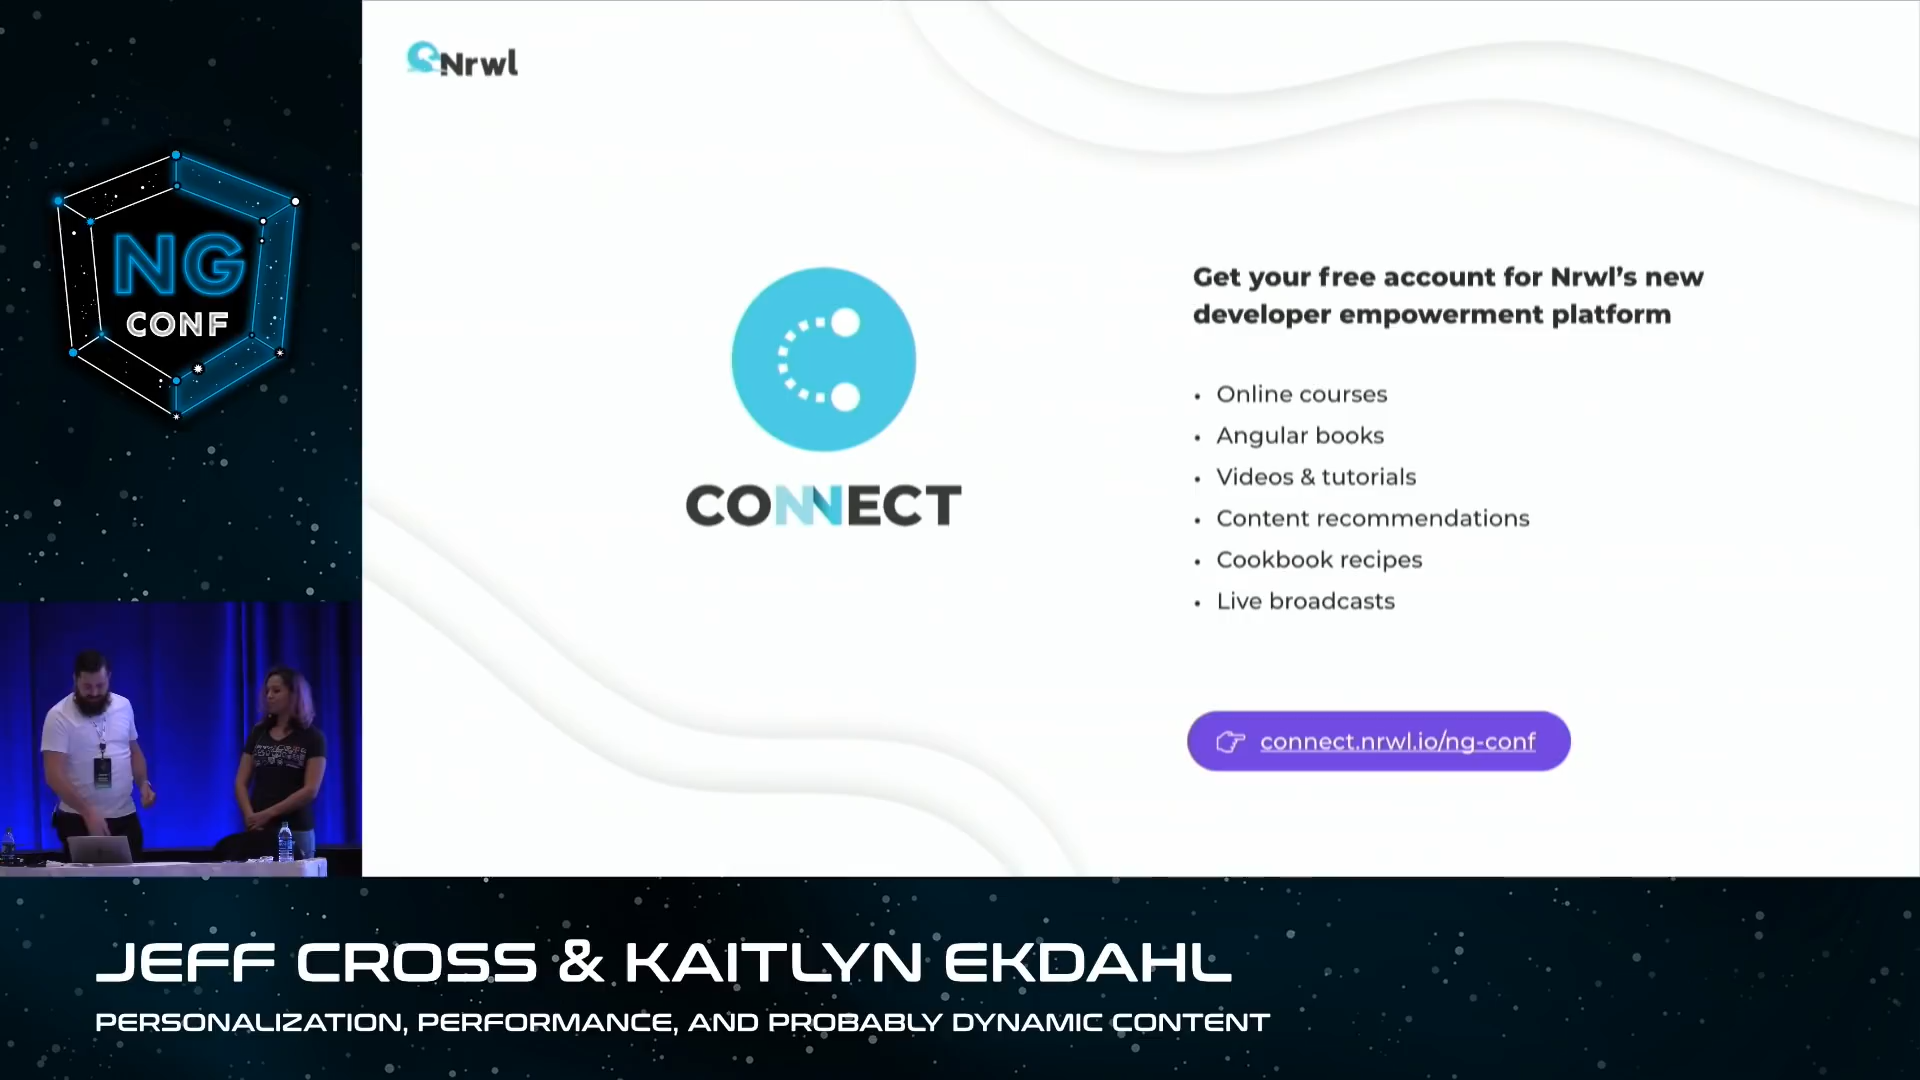 Nrwl
NG
CONF
CONNECT
Get your free account for Nrwl’s new
developer empowerment platform
• Online courses
• Angular books
• Videos & tutorials
• Content recommendations
• Cookbook recipes
• Live broadcasts
connect.nrwl.io/ng-conf
JEFF CROSS & KAITLYN EKDAHL
PERSONALIZATION, PERFORMANCE, AND PROBABLY DYNAMIC CONTENT